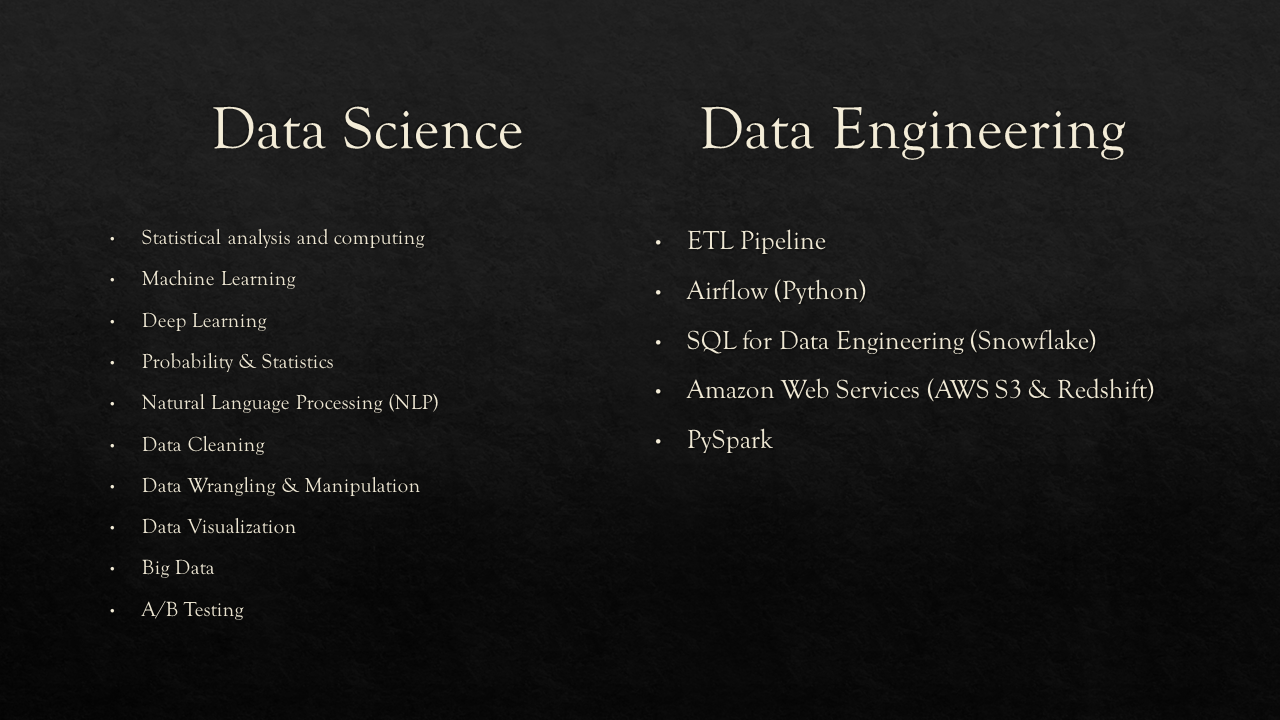 Data Science
Statistical analysis and computing
Machine Learning
Deep Learning
Probability & Statistics
Natural Language Processing (NLP)
Data Cleaning
Data Wrangling & Manipulation
Data Visualization
Big Data
A/B Testing
Data Engineering
ETL Pipeline
Airflow (Python)
SQL for Data Engineering (Snowflake)
Amazon Web Services (AWS S3 & Redshift)
PySpark